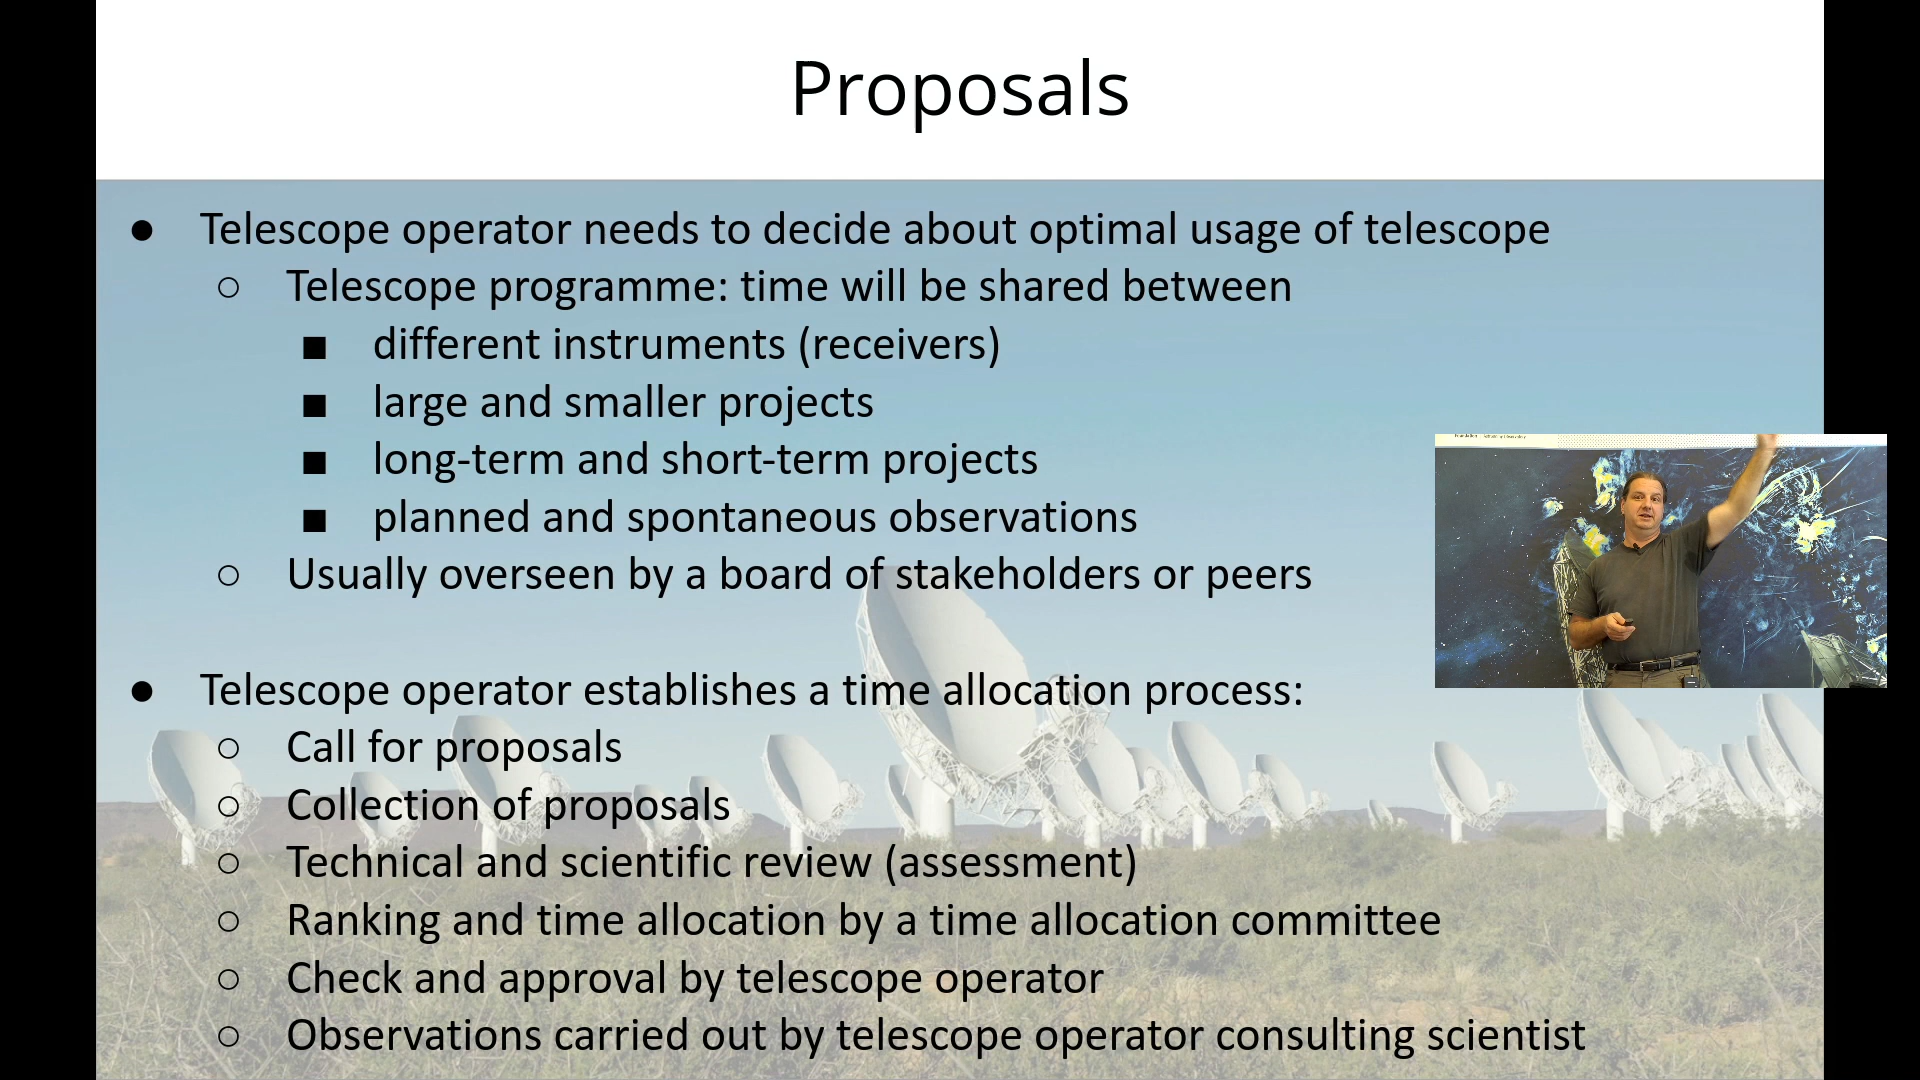 Proposals
● Telescope operator needs to decide about optimal usage of telescope
○ Telescope programme: time will be shared between
■ different instruments (receivers)
■ large and smaller projects
■ long-term and short-term projects
■ planned and spontaneous observations
○ Usually overseen by a board of stakeholders or peers
● Telescope operator establishes a time allocation process:
○ Call for proposals
○ Collection of proposals
○ Technical and scientific review (assessment)
○ Ranking and time allocation by a time allocation committee
○ Check and approval by telescope operator
○ Observations carried out by telescope operator consulting scientist